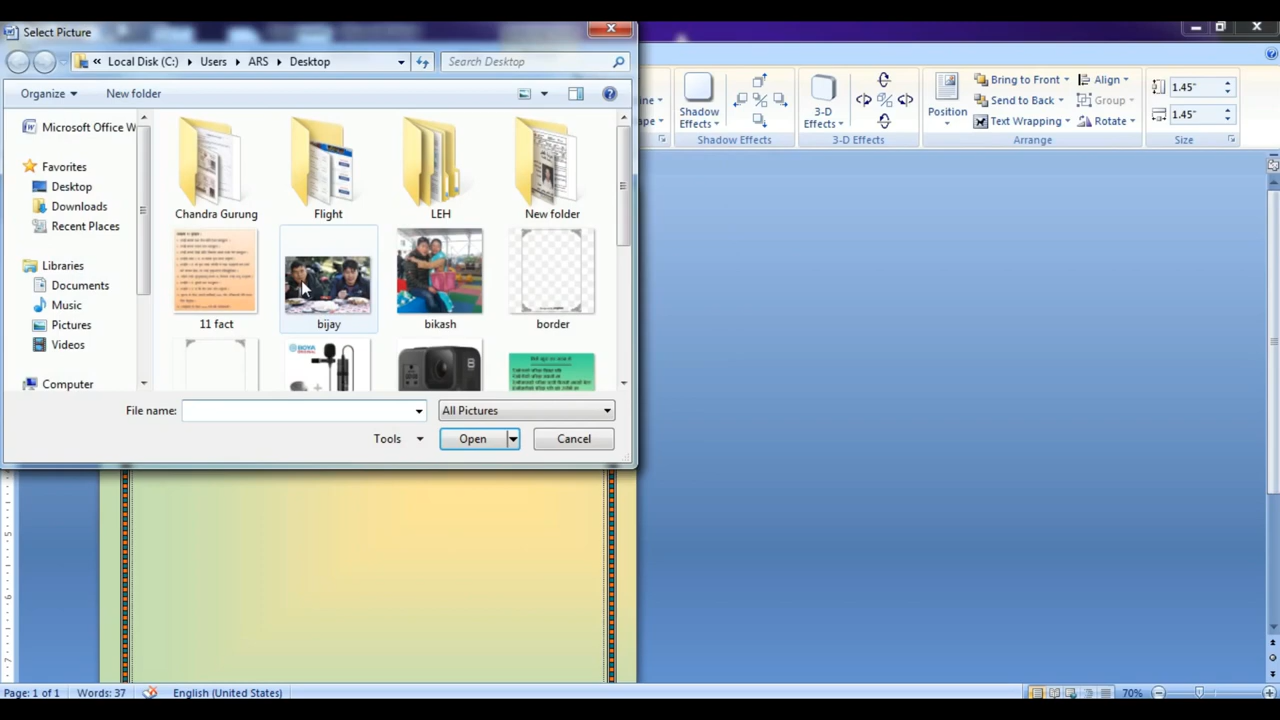 Select Picture
« Local Disk (C:) Users ARS Desktop
Search Desktop
Organize
New folder
Microsoft Office W
Favorites
Desktop
Downloads
Recent Places
Libraries
Documents
Music
Pictures
Videos
Computer
Chandra Gurung
Flight
LEH
New folder
11 fact
bijay
bikash
border
BOYA
File name:
All Pictures
Tools
Open
Cancel
Shadow Effects
Shadow Effects
3-D Effects
3-D Effects
Position
Bring to Front
Send to Back
Text Wrapping
Align
Group
Rotate
Arrange
1.45"
1.45"
Size
5
6
7
Page: 1 of 1
Words: 37
English (United States)
70%